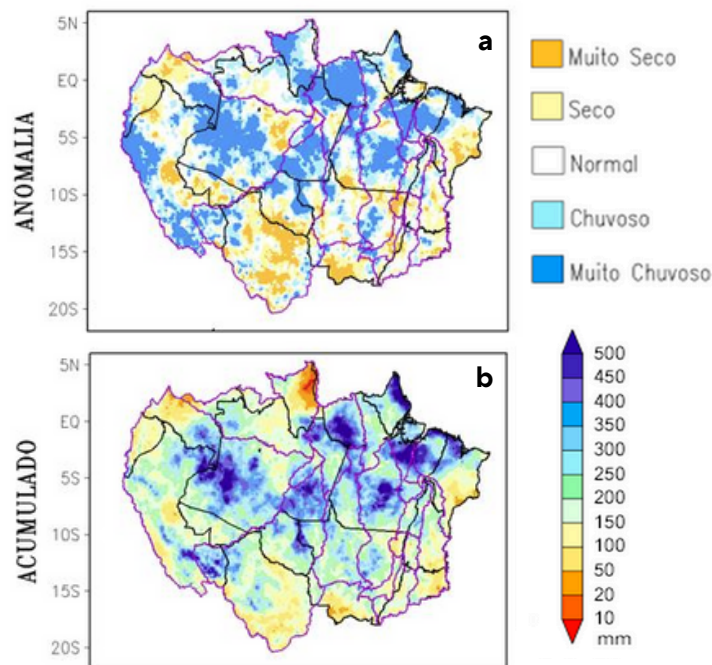 a
5N
EQ
5S
10S
15S
20S
ANOMALIA
Muito Seco
Seco
Normal
Chuvoso
Muito Chuvoso
b
5N
EQ
5S
10S
15S
20S
ACUMULADO
500
450
400
350
300
250
200
150
100
50
20
10
mm